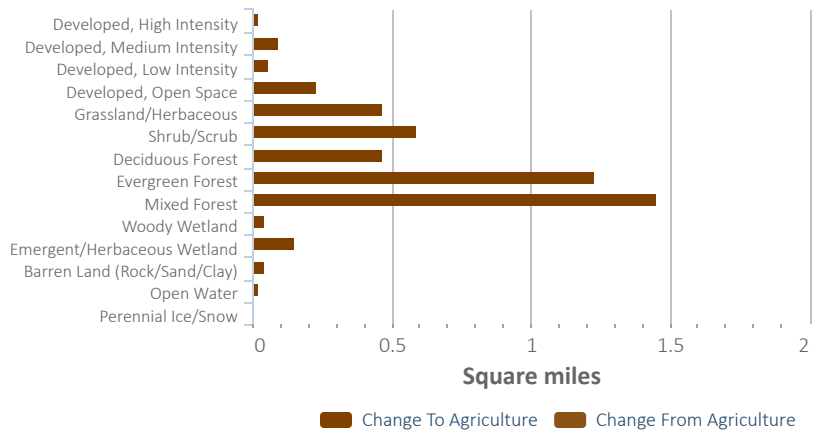 Developed, High Intensity
Developed, Medium Intensity
Developed, Low Intensity
Developed, Open Space
Grassland/Herbaceous
Shrub/Scrub
Deciduous Forest
Evergreen Forest
Mixed Forest
Woody Wetland
Emergent/Herbaceous Wetland
Barren Land (Rock/Sand/Clay)
Open Water
Perennial Ice/Snow
0 0.5 1 1.5 2
Square miles
Change To Agriculture Change From Agriculture